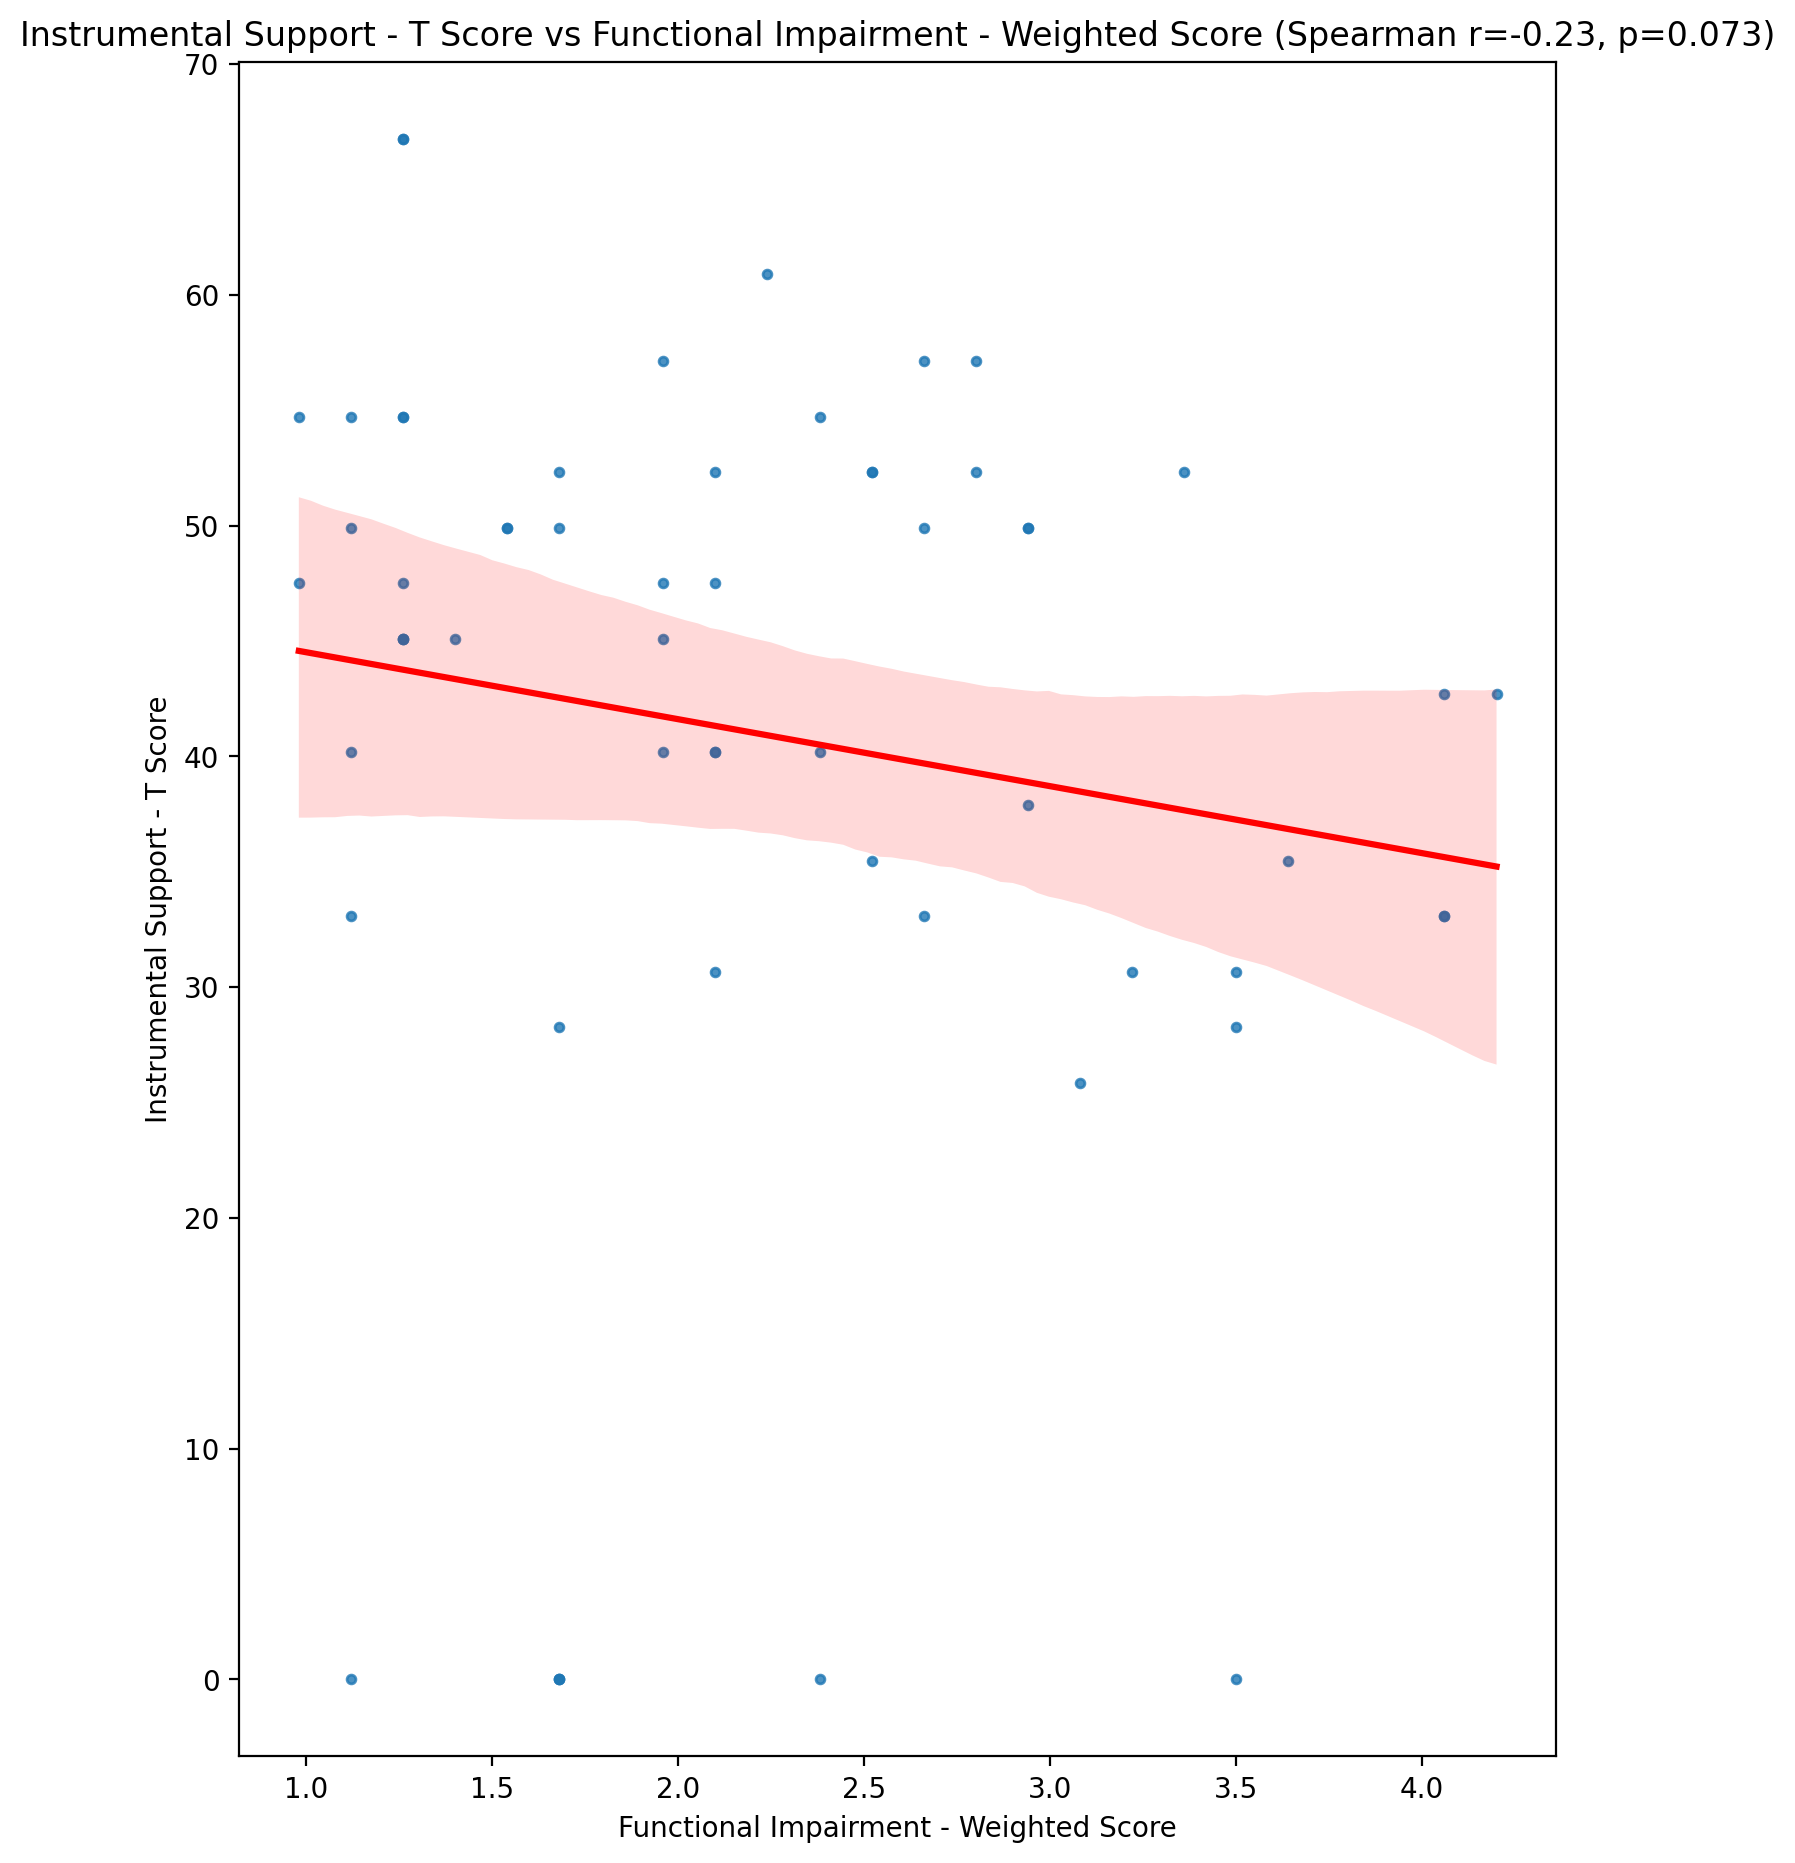 Instrumental Support - T Score vs Functional Impairment - Weighted Score (Spearman r=-0.23, p=0.073)
70
60
50
40
30
20
10
0
Instrumental Support - T Score
1.0 1.5 2.0 2.5 3.0 3.5 4.0
Functional Impairment - Weighted Score